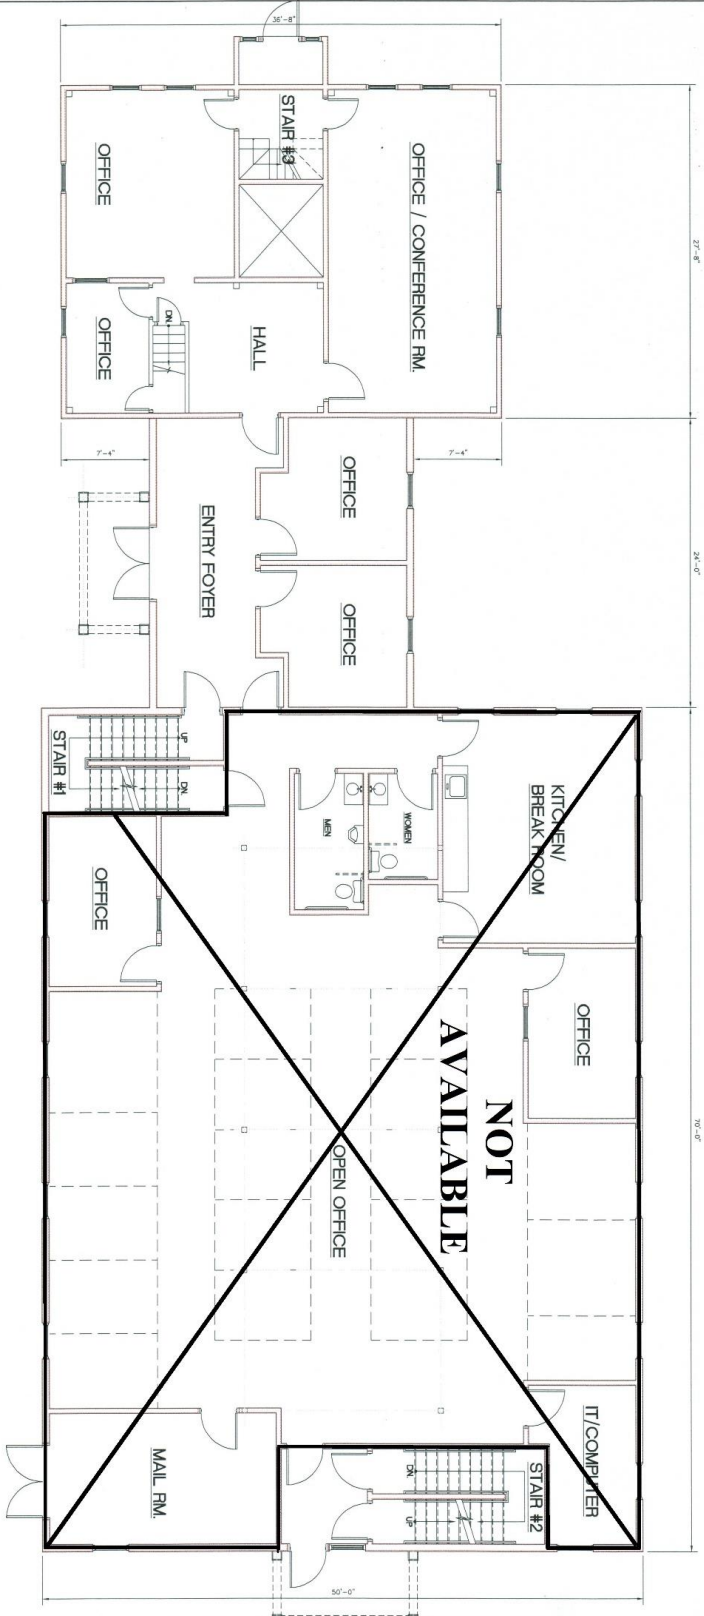 36'-8"
STAIR #3
OFFICE
OFFICE / CONFERENCE RM.
27'-8"
OFFICE
DN.
HALL
7'-4"
7'-4"
OFFICE
ENTRY FOYER
24'-0"
OFFICE
STAIR #1
UP
DN.
MEN
WOMEN
KITCHEN/
BREAK ROOM
OFFICE
OFFICE
NOT
AVAILABLE
70'-0"
OPEN OFFICE
MAIL RM.
DN.
UP
STAIR #2
IT/COMPUTER
50'-0"